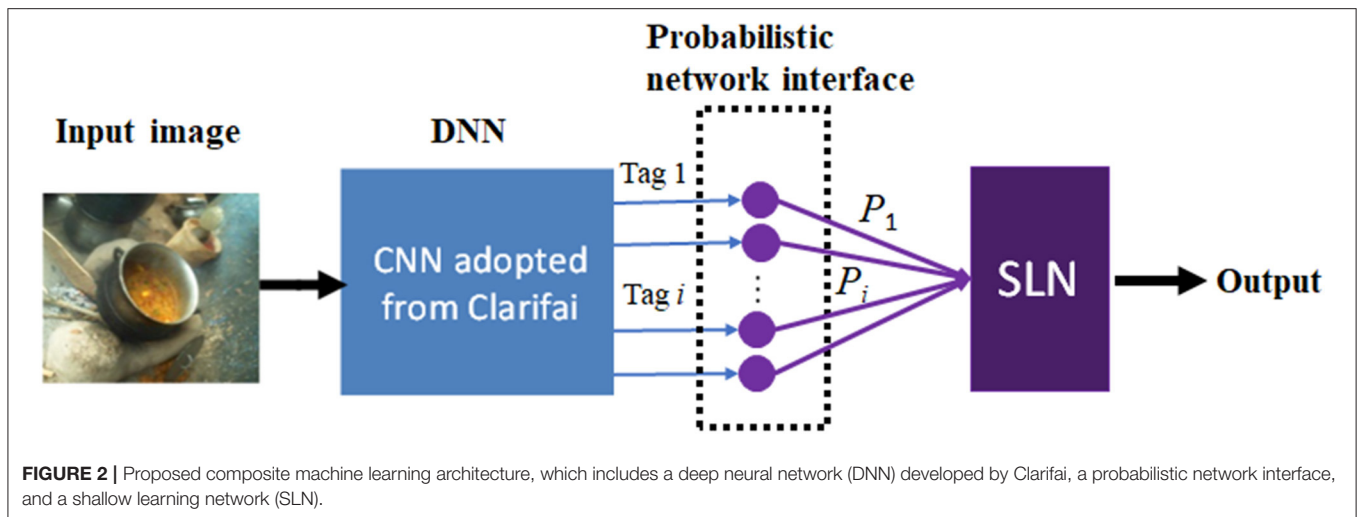 Probabilistic
network interface
Input image
DNN
Tag 1
CNN adopted
from Clarifai
Tag i
P1
Pi
SLN
Output
FIGURE 2 | Proposed composite machine learning architecture, which includes a deep neural network (DNN) developed by Clarifai, a probabilistic network interface,
and a shallow learning network (SLN).